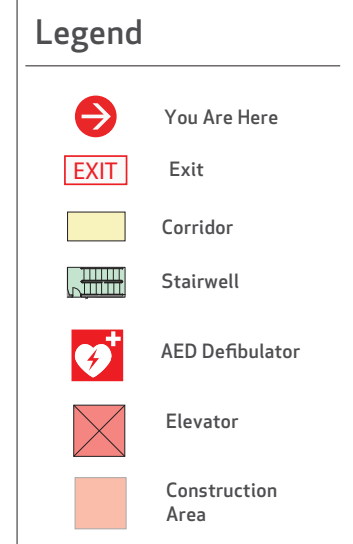 Legend
You Are Here
EXIT Exit
Corridor
Stairwell
AED Defibulator
Elevator
Construction
Area